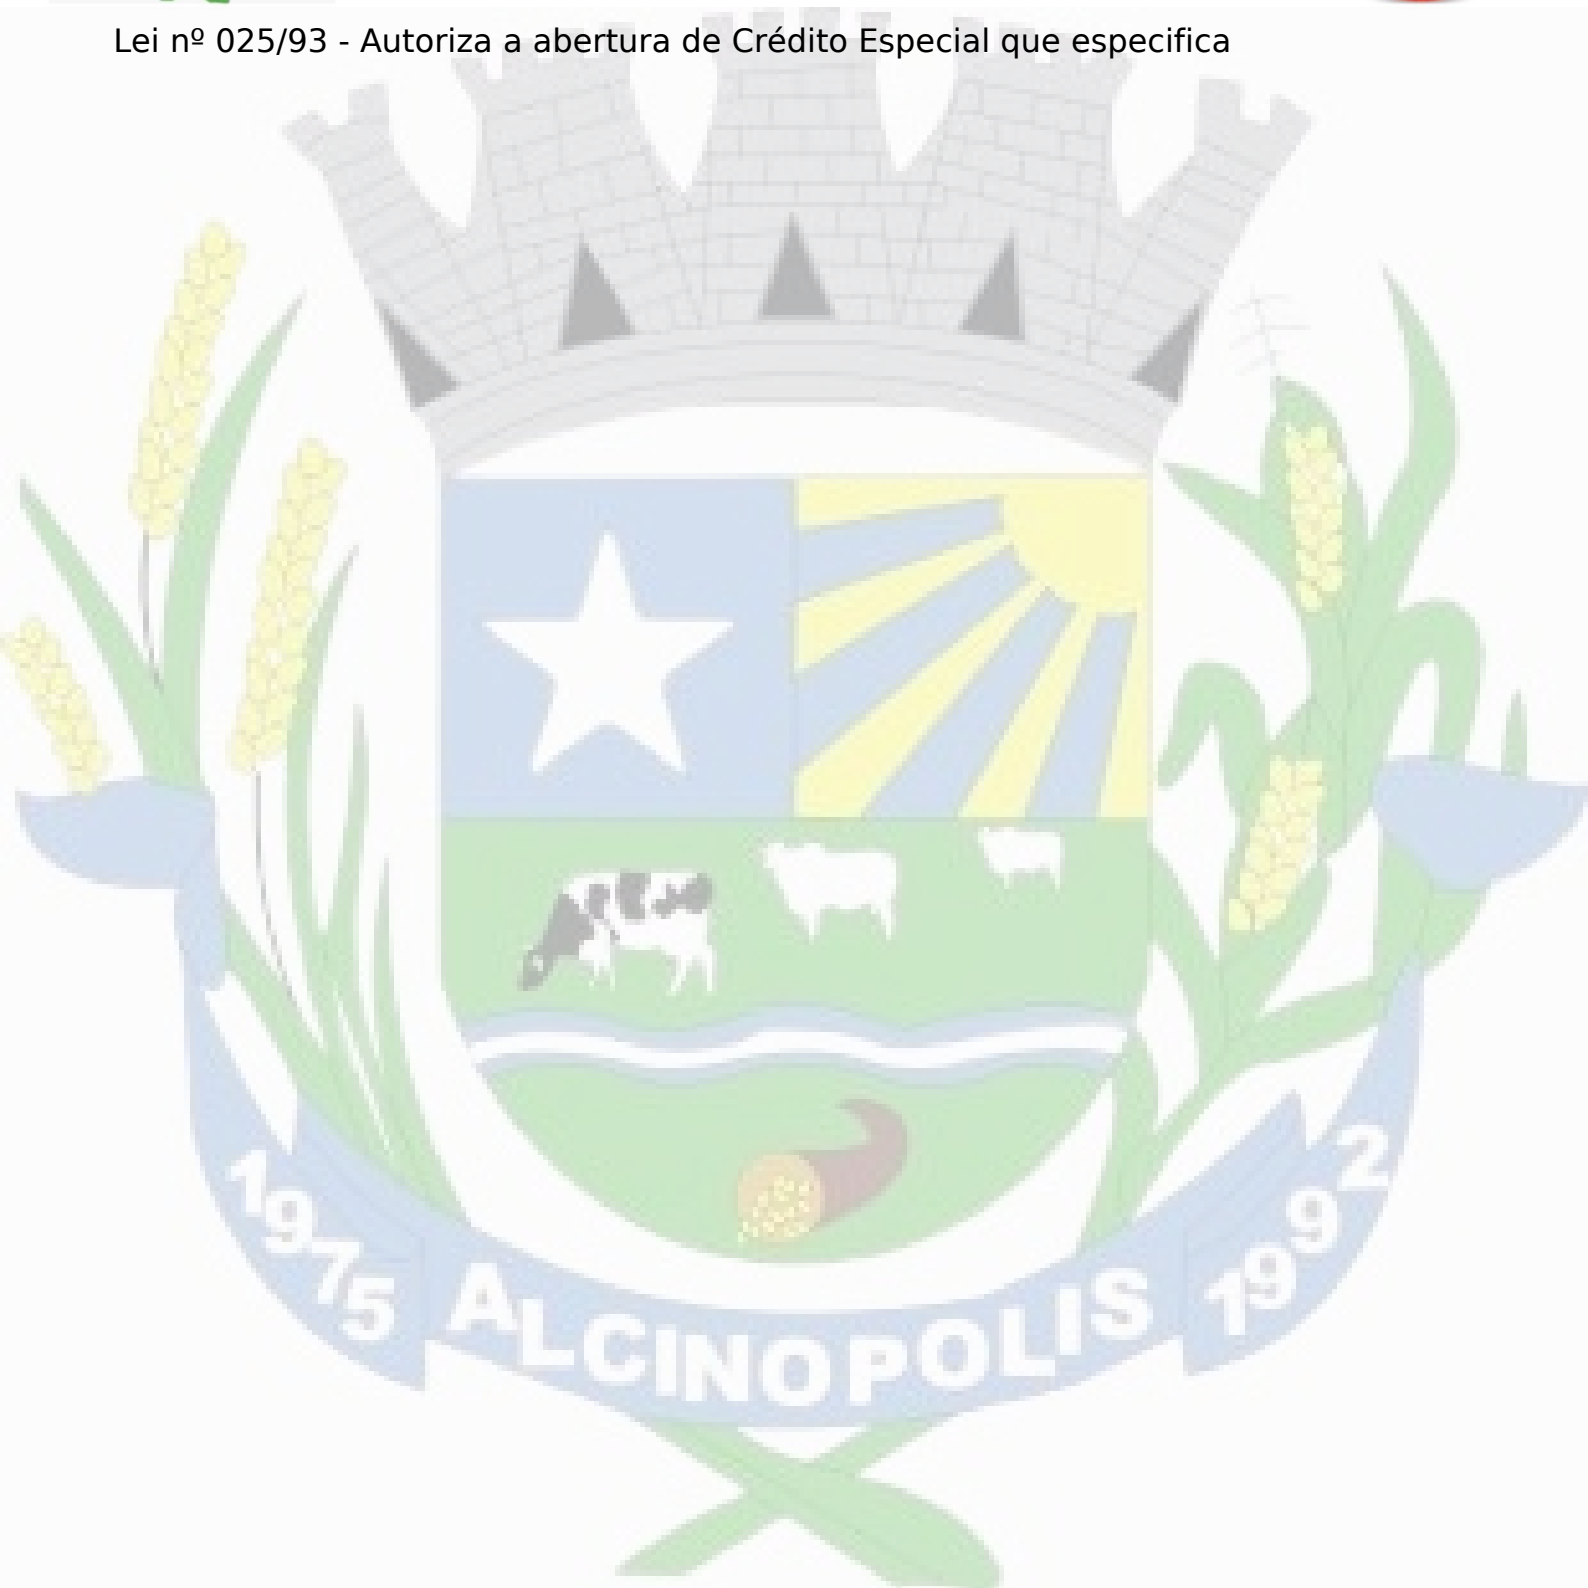 Lei nº 025/93 - Autoriza a abertura de Crédito Especial que especifica
1975 ALCINOPOLIS 1992